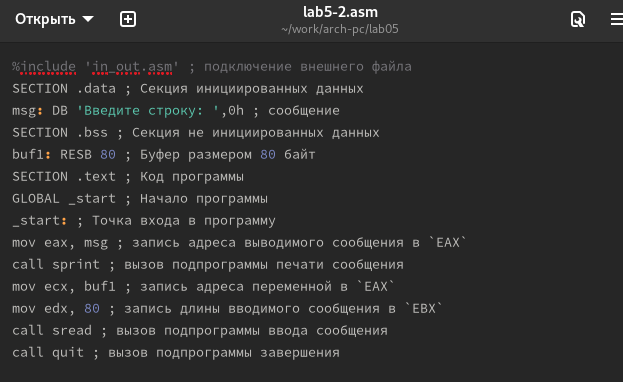 Открыть
lab5-2.asm
~/work/arch-pc/lab05
%include 'in_out.asm' ; подключение внешнего файла
SECTION .data ; Секция инициированных данных
msg: DB 'Введите строку: ',0h ; сообщение
SECTION .bss ; Секция не инициированных данных
buf1: RESB 80 ; Буфер размером 80 байт
SECTION .text ; Код программы
GLOBAL _start ; Начало программы
_start: ; Точка входа в программу
mov eax, msg ; запись адреса выводимого сообщения в `EAX`
call sprint ; вызов подпрограммы печати сообщения
mov ecx, buf1 ; запись адреса переменной в `EAX`
mov edx, 80 ; запись длины вводимого сообщения в `EBX`
call sread ; вызов подпрограммы ввода сообщения
call quit ; вызов подпрограммы завершения